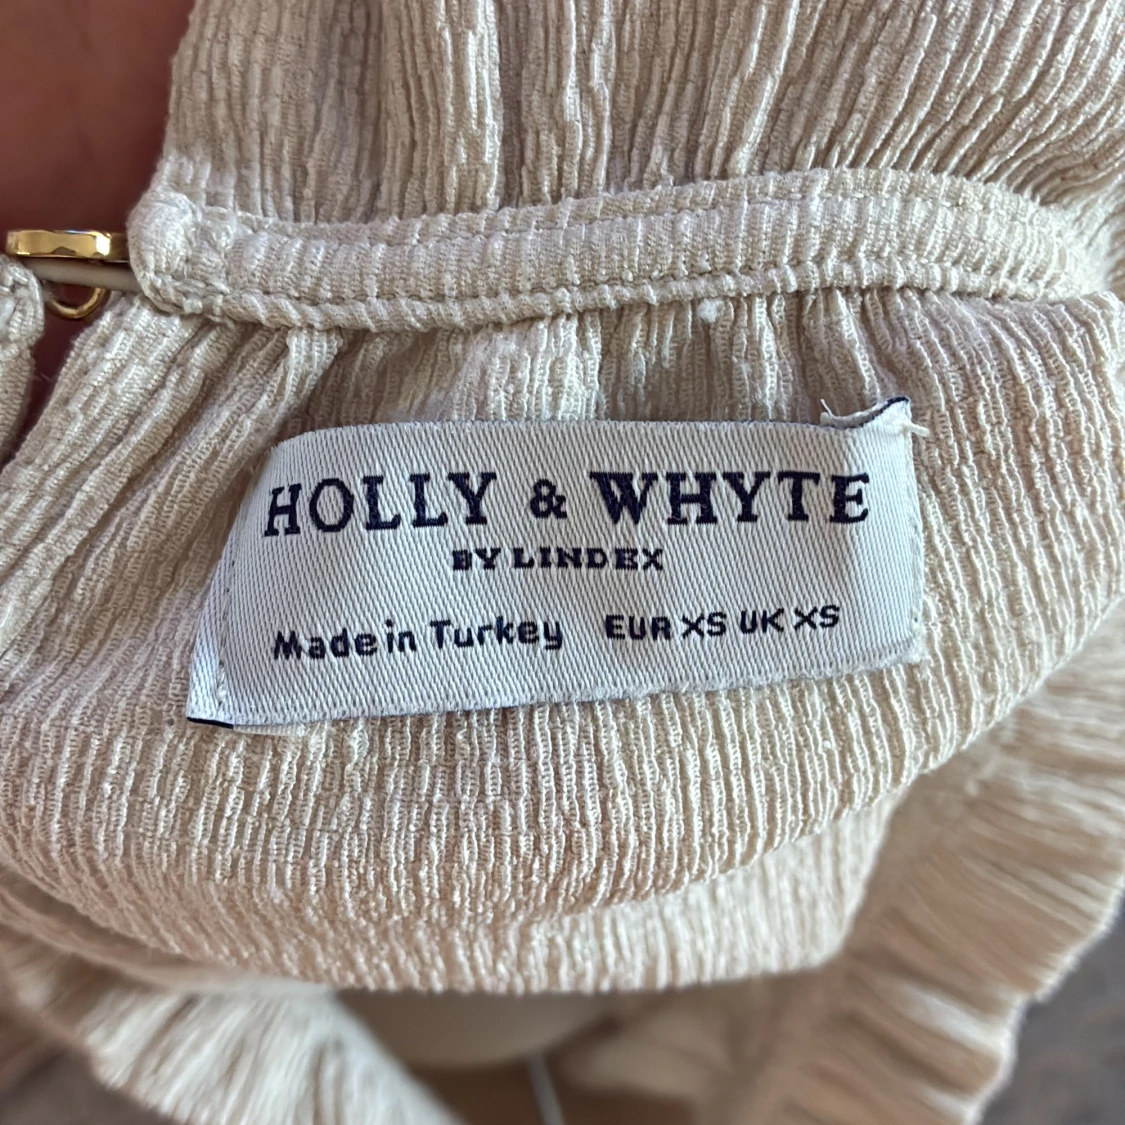 HOLLY & WHYTE
BY LINDEX
Made in Turkey EUR XS UK XS